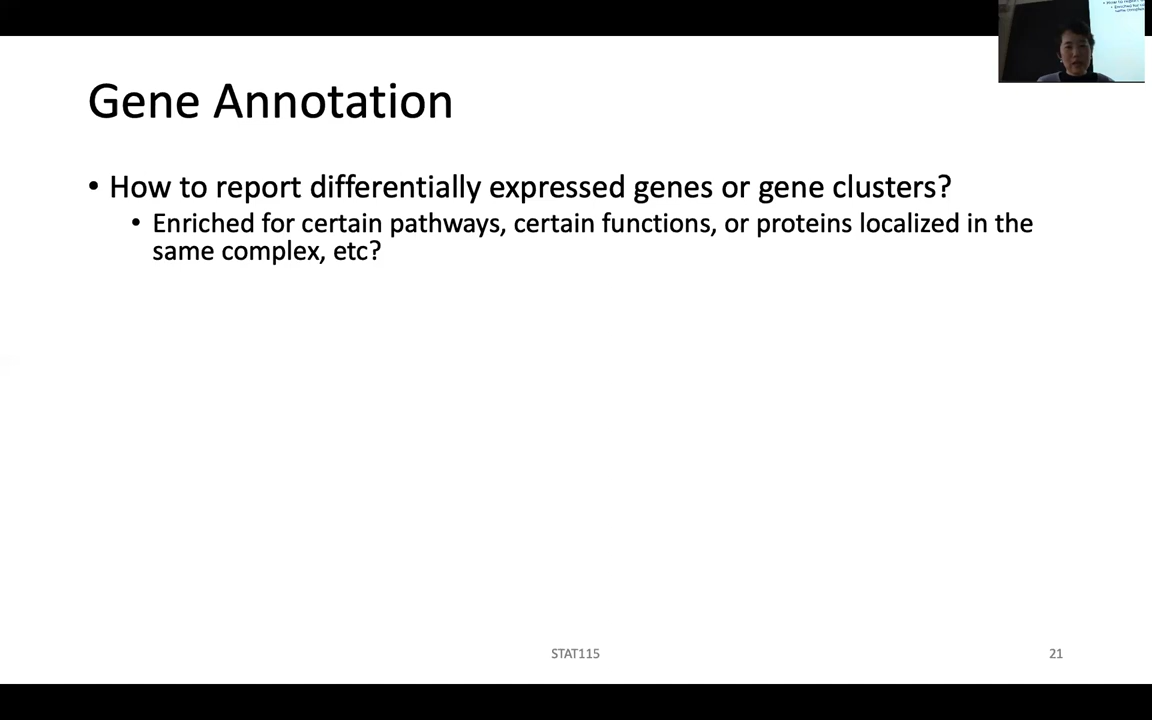 Gene Annotation
• How to report differentially expressed genes or gene clusters?
• Enriched for certain pathways, certain functions, or proteins localized in the
same complex, etc?
STAT115
21